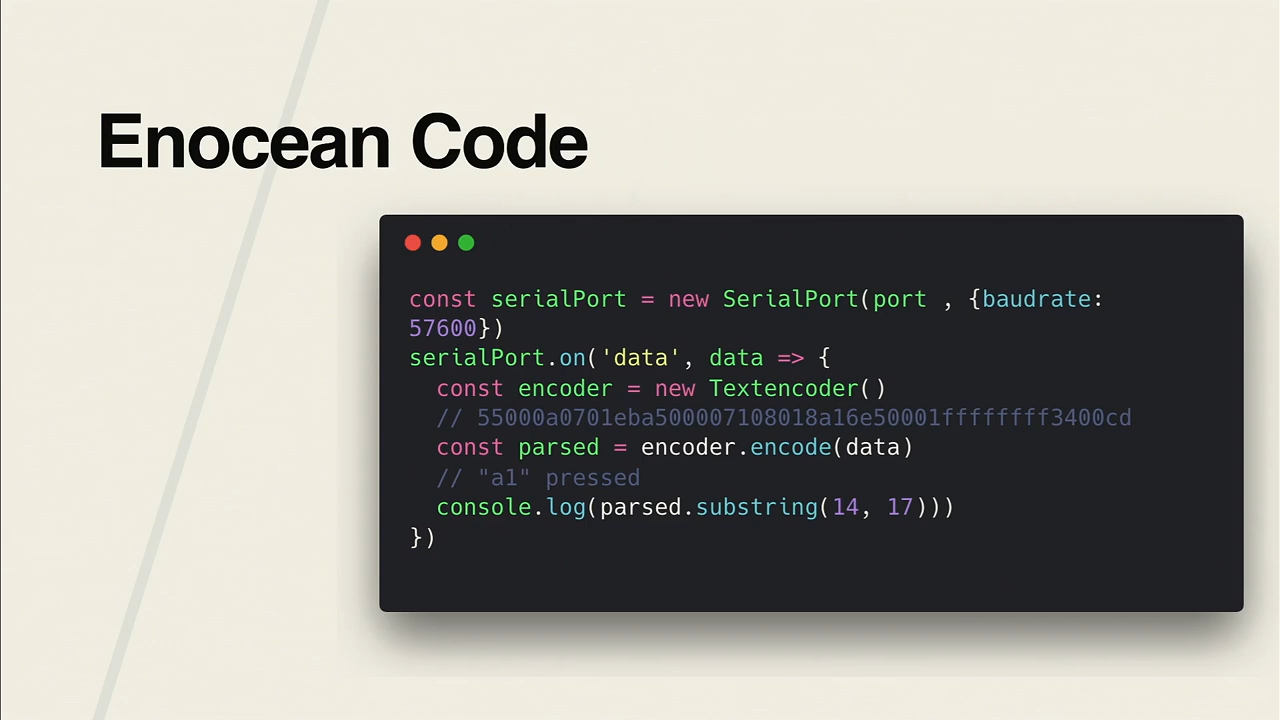 Enocean Code
const serialPort = new SerialPort(port , {baudrate:
57600})
serialPort.on('data', data => {
  const encoder = new Textencoder()
  // 55000a0701eba500007108018a16e50001ffffffff3400cd
  const parsed = encoder.encode(data)
  // "a1" pressed
  console.log(parsed.substring(14, 17)))
})